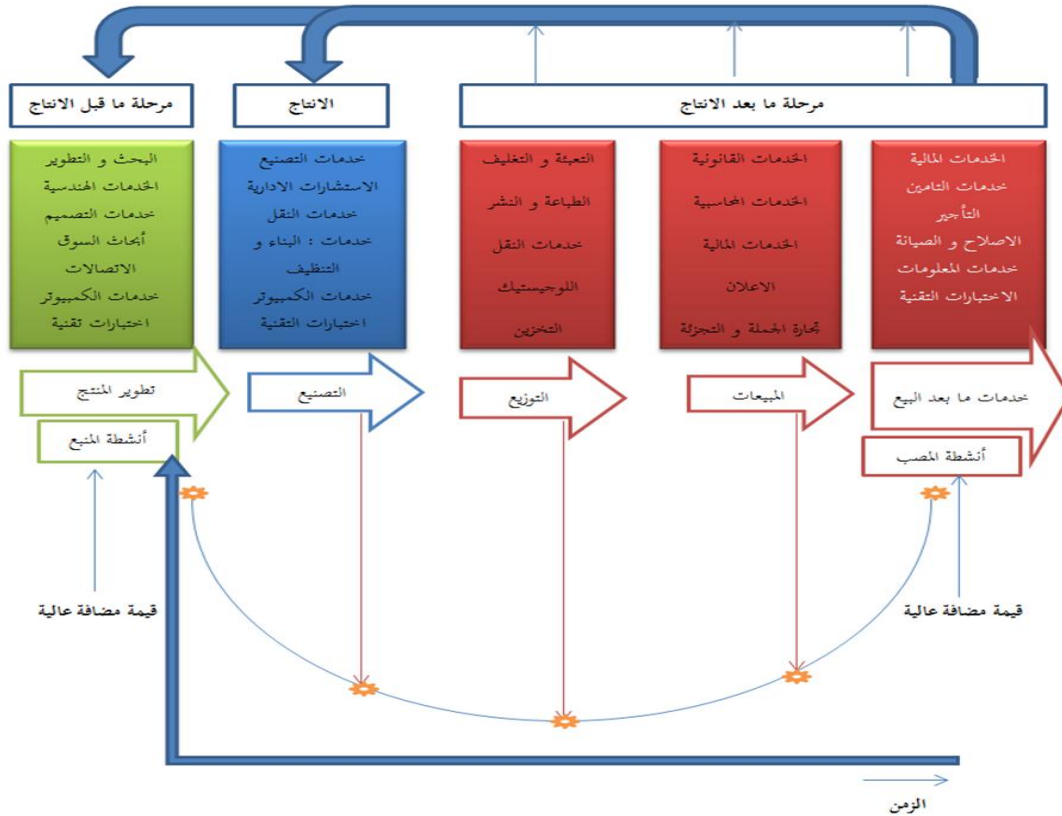 مرحلة ما قبل الانتاج
الانتاج
مرحلة ما بعد الانتاج
البحث و التطوير
الخدمات الهندسية
خدمات التصميم
أبحاث السوق
الاتصالات
خدمات الكمبيوتر
اختبارات تقنية
خدمات التصنيع
الاستشارات الادارية
خدمات النقل
خدمات : البناء و
التنظيف
خدمات الكمبيوتر
اختبارات التقنية
التعبئة و التغليف
الطباعة و النشر
خدمات النقل
اللوجيستيك
التخزين
الخدمات القانونية
الخدمات المحاسبية
الخدمات المالية
الاعلان
تجارة الجملة و التجزئة
الخدمات المالية
خدمات التامين
التأجير
الاصلاح و الصيانة
خدمات المعلومات
الاختبارات التقنية
تطوير المنتج
التصنيع
التوزيع
المبيعات
خدمات ما بعد البيع
أنشطة المنبع
أنشطة المصب
قيمة مضافة عالية
قيمة مضافة عالية
الزمن